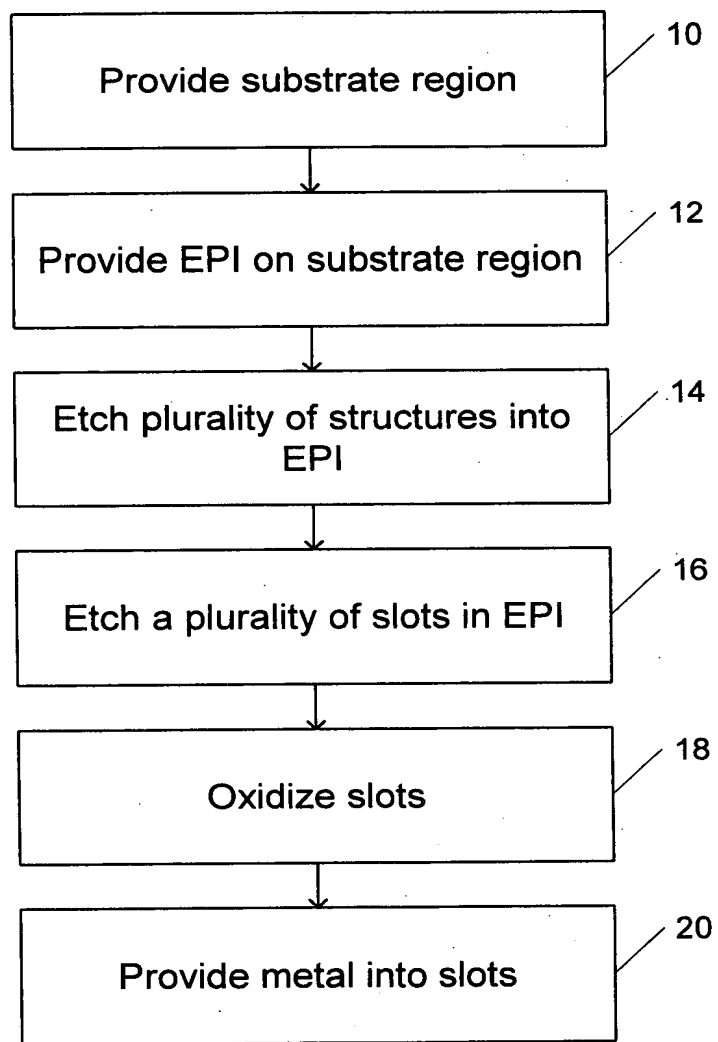 10
Provide substrate region
12
Provide EPI on substrate region
14
Etch plurality of structures into
EPI
16
Etch a plurality of slots in EPI
18
Oxidize slots
20
Provide metal into slots